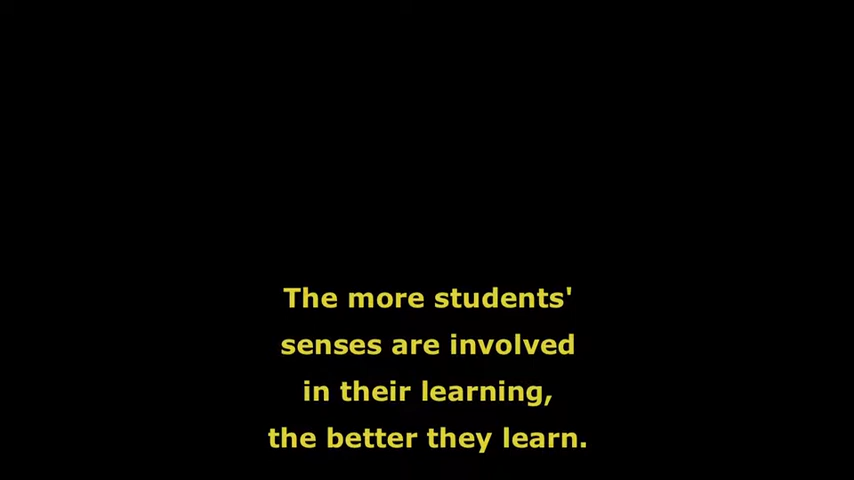 The more students'
senses are involved
in their learning,
the better they learn.